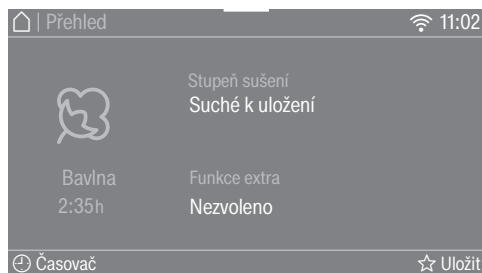 | Přehled 11:02
Stupeň sušení
Suché k uložení
Bavlna
2:35h
Funkce extra
Nezvoleno
Časovač
Uložit